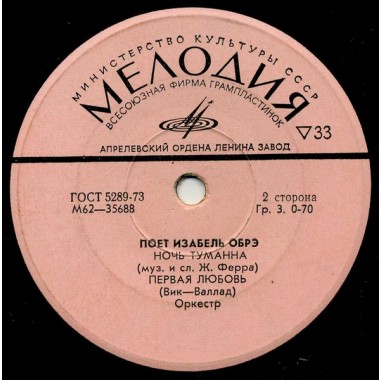 МИНИСТЕРСТВО КУЛЬТУРЫ СССР
МЕЛОДИЯ
ВСЕСОЮЗНАЯ ФИРМА ГРАМПЛАСТИНОК
▽33
АПРЕЛЕВСКИЙ ОРДЕНА ЛЕНИНА ЗАВОД
ГОСТ 5289-73
М62—35688
2 сторона
Гр. 3. 0-70
ПОЕТ ИЗАБЕЛЬ ОБРЭ
НОЧЬ ТУМАННА
(муз. и сл. Ж. Ферра)
ПЕРВАЯ ЛЮБОВЬ
(Вик—Валлад)
Оркестр